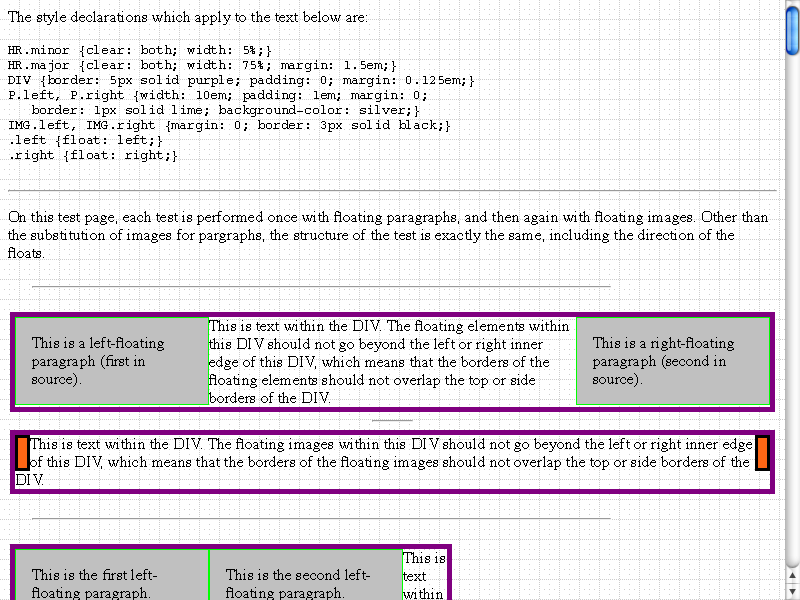 The style declarations which apply to the text below are:
HR.minor {clear: both; width: 5%;}
HR.major {clear: both; width: 75%; margin: 1.5em;}
DIV {border: 5px solid purple; padding: 0; margin: 0.125em;}
P.left, P.right {width: 10em; padding: 1em; margin: 0;
border: 1px solid lime; background-color: silver;}
IMG.left, IMG.right {margin: 0; border: 3px solid black;}
.left {float: left;}
.right {float: right;}
On this test page, each test is performed once with floating paragraphs, and then again with floating images. Other than
the substitution of images for pargraphs, the structure of the test is exactly the same, including the direction of the
floats.
This is a left-floating
paragraph (first in
source).
This is text within the DIV. The floating elements within
this DIV should not go beyond the left or right inner
edge of this DIV, which means that the borders of the
floating elements should not overlap the top or side
borders of the DIV.
This is a right-floating
paragraph (second in
source).
This is text within the DIV. The floating images within this DIV should not go beyond the left or right inner edge
of this DIV, which means that the borders of the floating images should not overlap the top or side borders of the
DIV.
This is the first left-
floating paragraph.
This is the second left-
floating paragraph.
This is
text
within